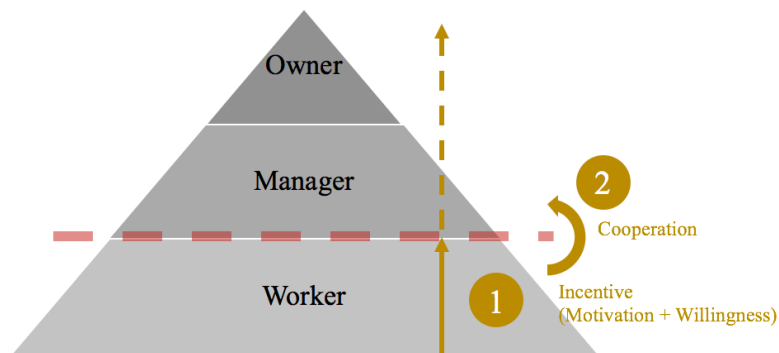 Owner
2
Manager
Cooperation
1
Worker
Incentive
(Motivation + Willingness)